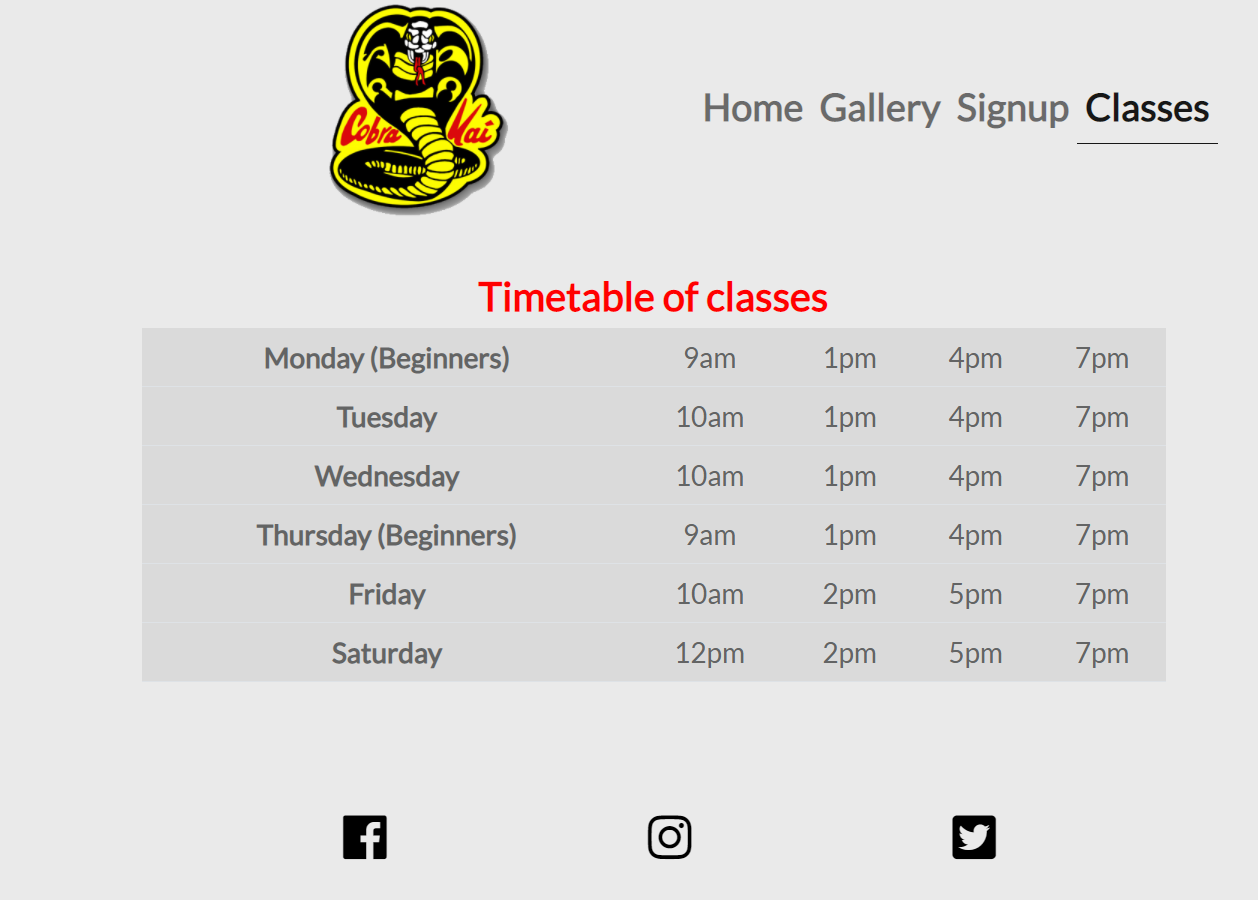 Cobra Kai
Home Gallery Signup Classes
Timetable of classes
Monday (Beginners) 9am 1pm 4pm 7pm
Tuesday 10am 1pm 4pm 7pm
Wednesday 10am 1pm 4pm 7pm
Thursday (Beginners) 9am 1pm 4pm 7pm
Friday 10am 2pm 5pm 7pm
Saturday 12pm 2pm 5pm 7pm